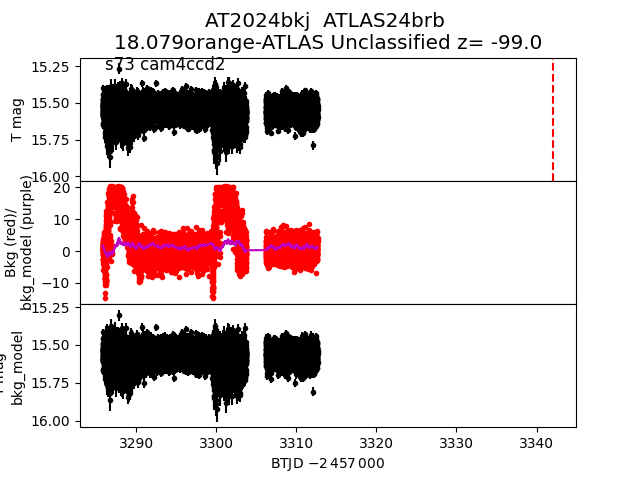 AT2024bkj  ATLAS24brb
18.079orange-ATLAS Unclassified z= -99.0
s73 cam4ccd2
T mag
15.25
15.50
15.75
16.00
Bkg (red)/
bkg_model (purple)
20
10
0
−10
bkg_model
15.25
15.50
15.75
16.00
3290
3300
3310
3320
3330
3340
BTJD −2 457 000